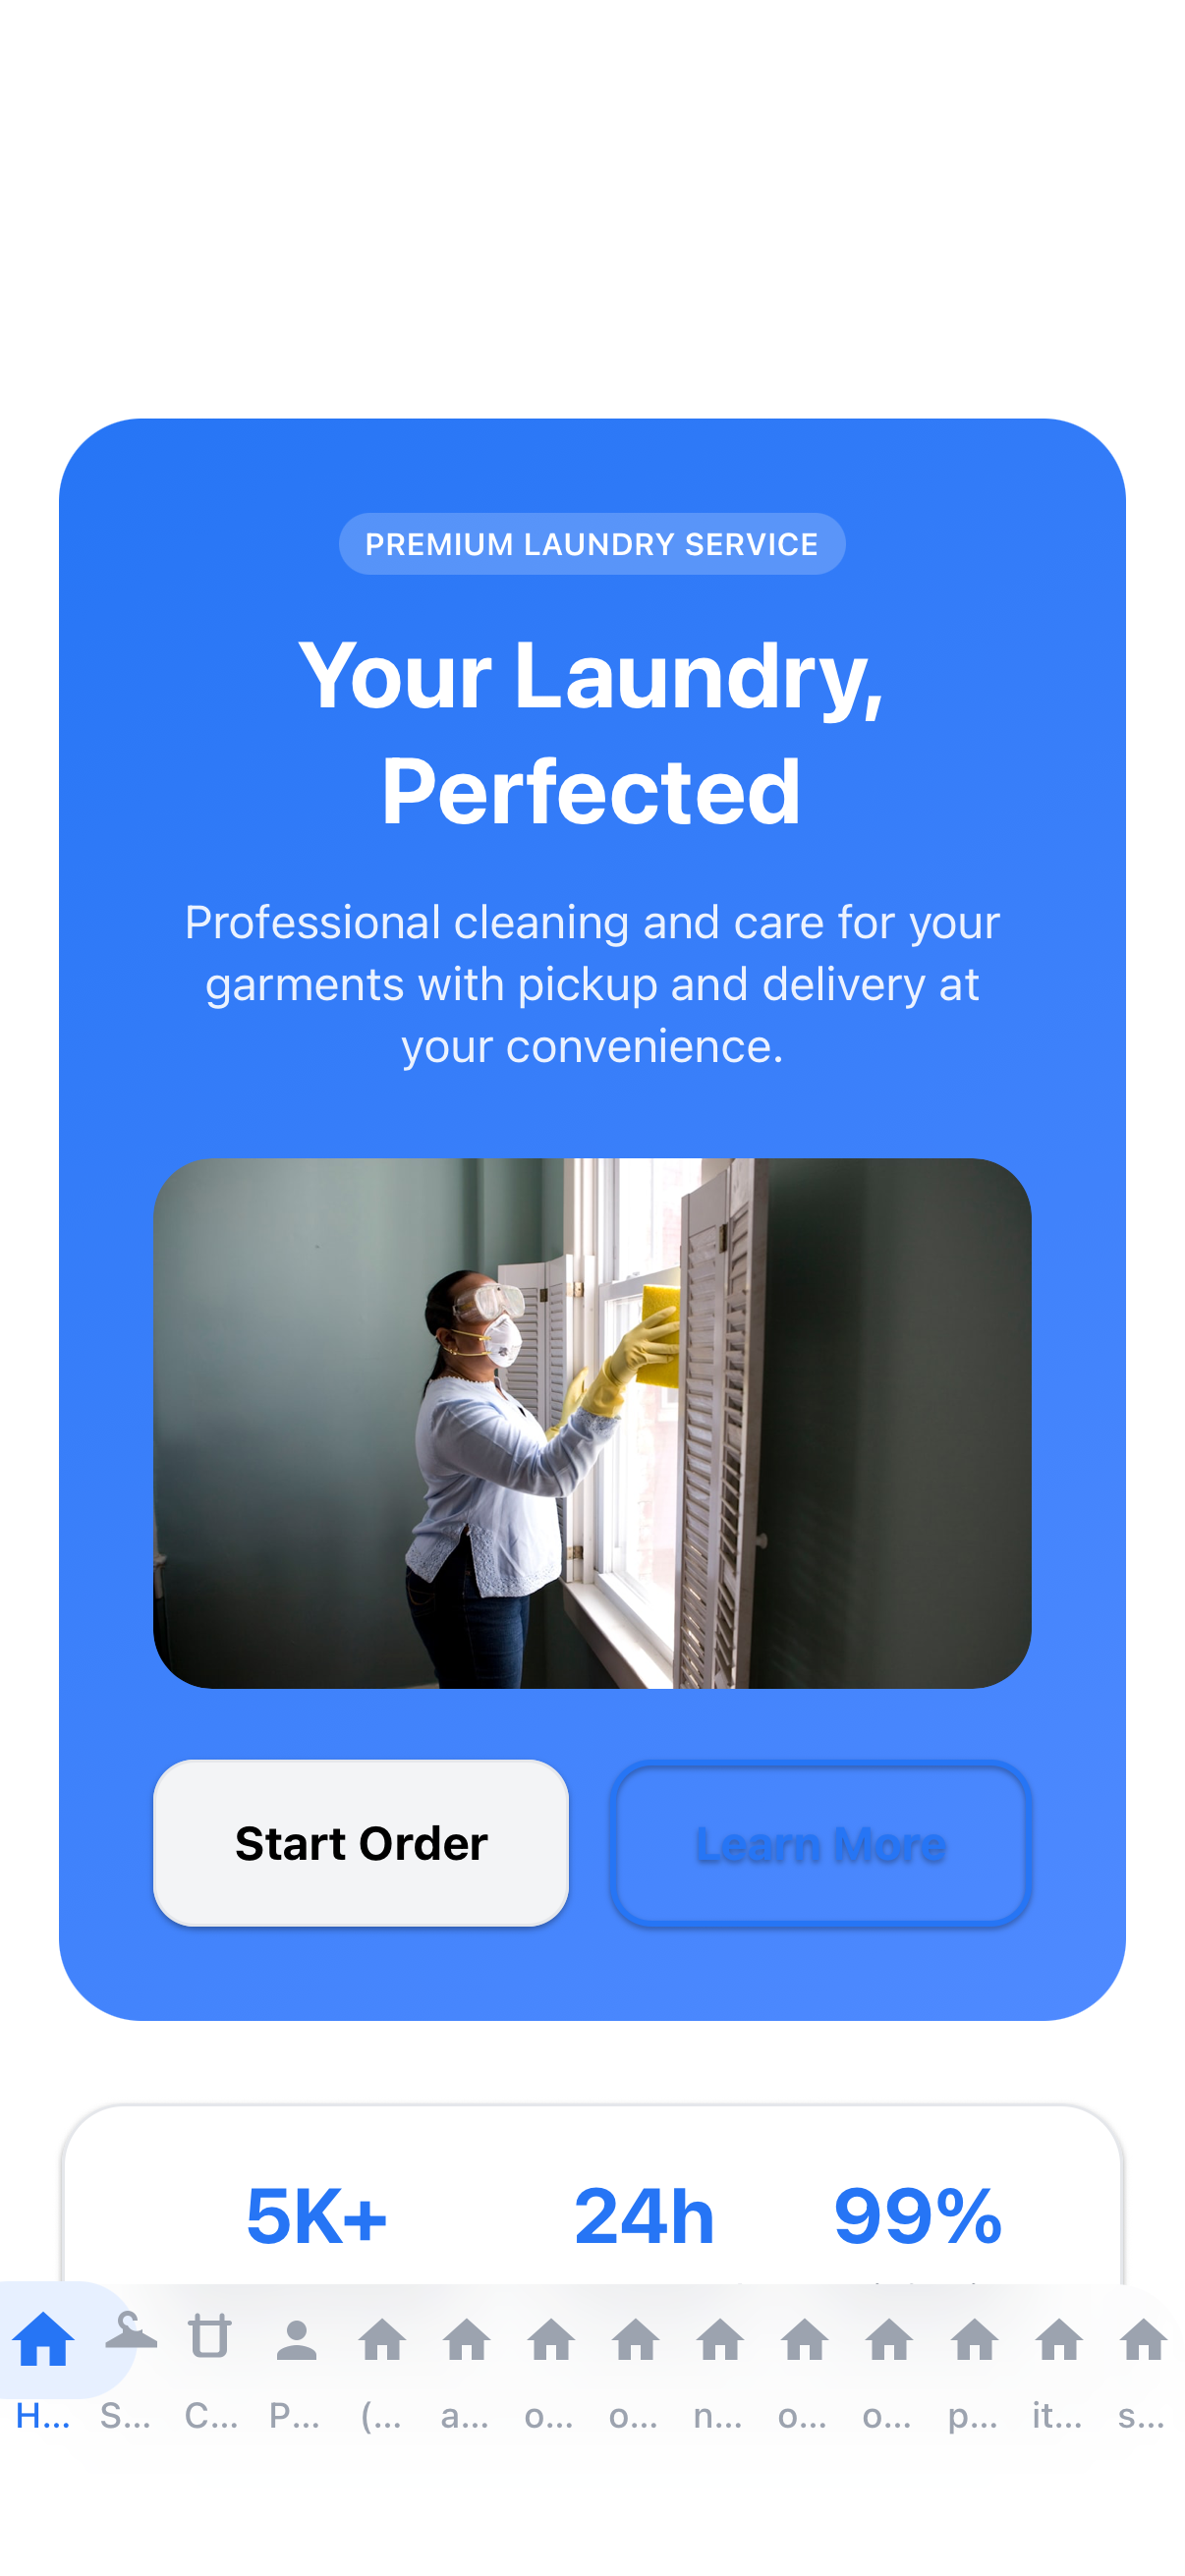 PREMIUM LAUNDRY SERVICE
Your Laundry,
Perfected
Professional cleaning and care for your
garments with pickup and delivery at
your convenience.
Start Order
Learn More
5K+ 24h 99%
H... S... C... P... (... a... o... o... n... o... o... p... it... s...